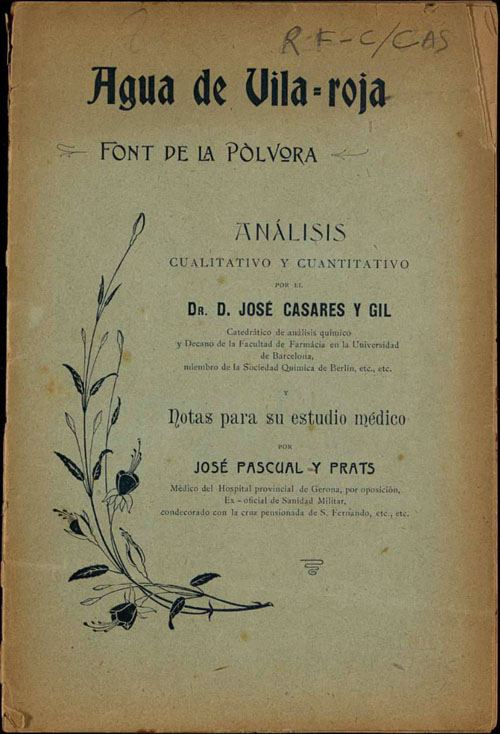 R F-C/CAS
Agua de Vila=roja
FONT DE LA PÒLVORA
ANÁLISIS
CUALITATIVO Y CUANTITATIVO
POR EL
DR. D. JOSÉ CASARES Y GIL
Catedrático de análisis químico
y Decano de la Facultad de Farmácia en la Universidad
de Barcelona,
miembro de la Sociedad Química de Berlin, etc., etc.
Y
Notas para su estudio médico
POR
JOSÉ PASCUAL Y PRATS
Médico del Hospital provincial de Gerona, por oposición,
Ex-oficial de Sanidad Militar,
condecorado con la cruz pensionada de S. Fernando, etc., etc.